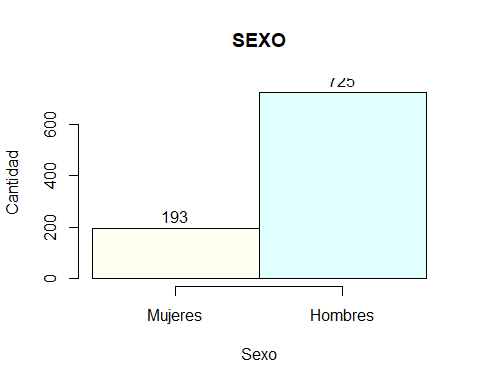 SEXO
725
193
Cantidad
600
400
200
0
Mujeres
Hombres
Sexo